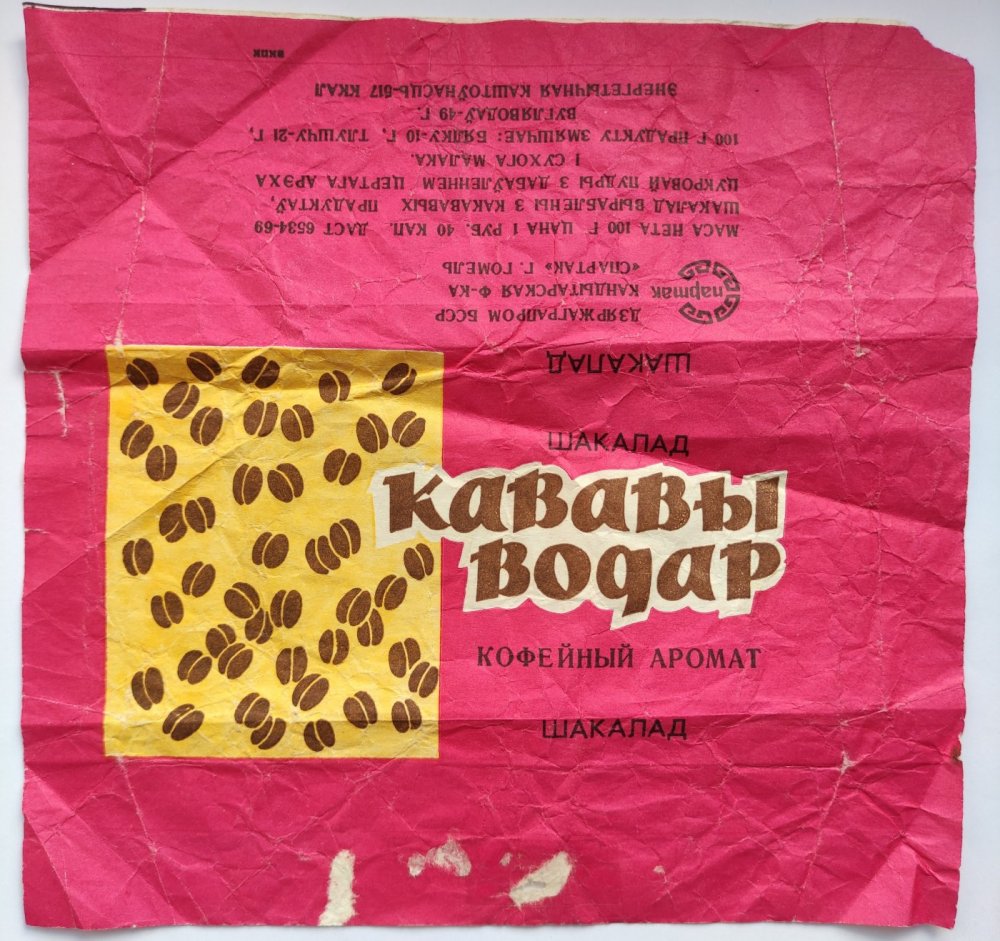 ШАКАЛАД
КАВАВЫ
ВОДАР
КОФЕЙНЫЙ АРОМАТ
ШАКАЛАД
ШАКАЛАД
партак
ДЗЯРЖАГРАПРОМ БССР
КАНДЫТАРСКАЯ Ф-КА
«СПАРТАК» Г. ГОМЕЛЬ
МАСА НЕТА 100 Г ЦАНА 1 РУБ. 40 КАП. ДАСТ 6534-69
ШАКАЛАД ВЫРАБЛЕНЫ З КАКАВАВЫХ ПРАДУКТАЎ,
ЦУКРОВАЙ ПУДРЫ З ДАБАЎЛЕННЕМ ЦЕРТАГА АРЭХА
І СУХОГА МАЛАКА.
100 Г ПРАДУКТУ ЗМЯШЧАЕ: БЯЛКУ-10 Г, ТЛУШЧУ-21 Г,
ВУГЛЯВОДАЎ-49 Г.
ЭНЕРГЕТЫЧНАЯ КАШТОЎНАСЦЬ-517 ККАЛ